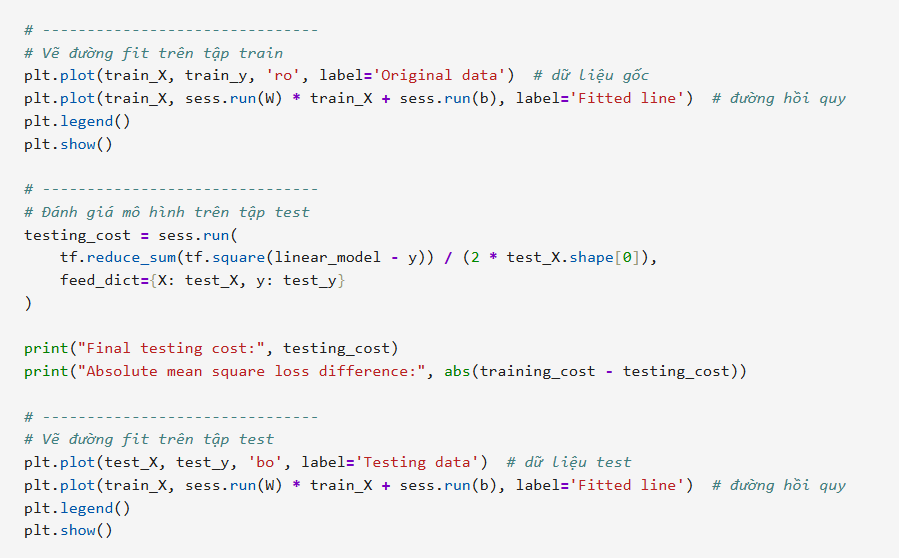 # -------------------------------
# Vẽ đường fit trên tập train
plt.plot(train_X, train_y, 'ro', label='Original data')  # dữ liệu gốc
plt.plot(train_X, sess.run(W) * train_X + sess.run(b), label='Fitted line')  # đường hồi quy
plt.legend()
plt.show()

# -------------------------------
# Đánh giá mô hình trên tập test
testing_cost = sess.run(
    tf.reduce_sum(tf.square(linear_model - y)) / (2 * test_X.shape[0]),
    feed_dict={X: test_X, y: test_y}
)

print("Final testing cost:", testing_cost)
print("Absolute mean square loss difference:", abs(training_cost - testing_cost))

# -------------------------------
# Vẽ đường fit trên tập test
plt.plot(test_X, test_y, 'bo', label='Testing data')  # dữ liệu test
plt.plot(train_X, sess.run(W) * train_X + sess.run(b), label='Fitted line')  # đường hồi quy
plt.legend()
plt.show()